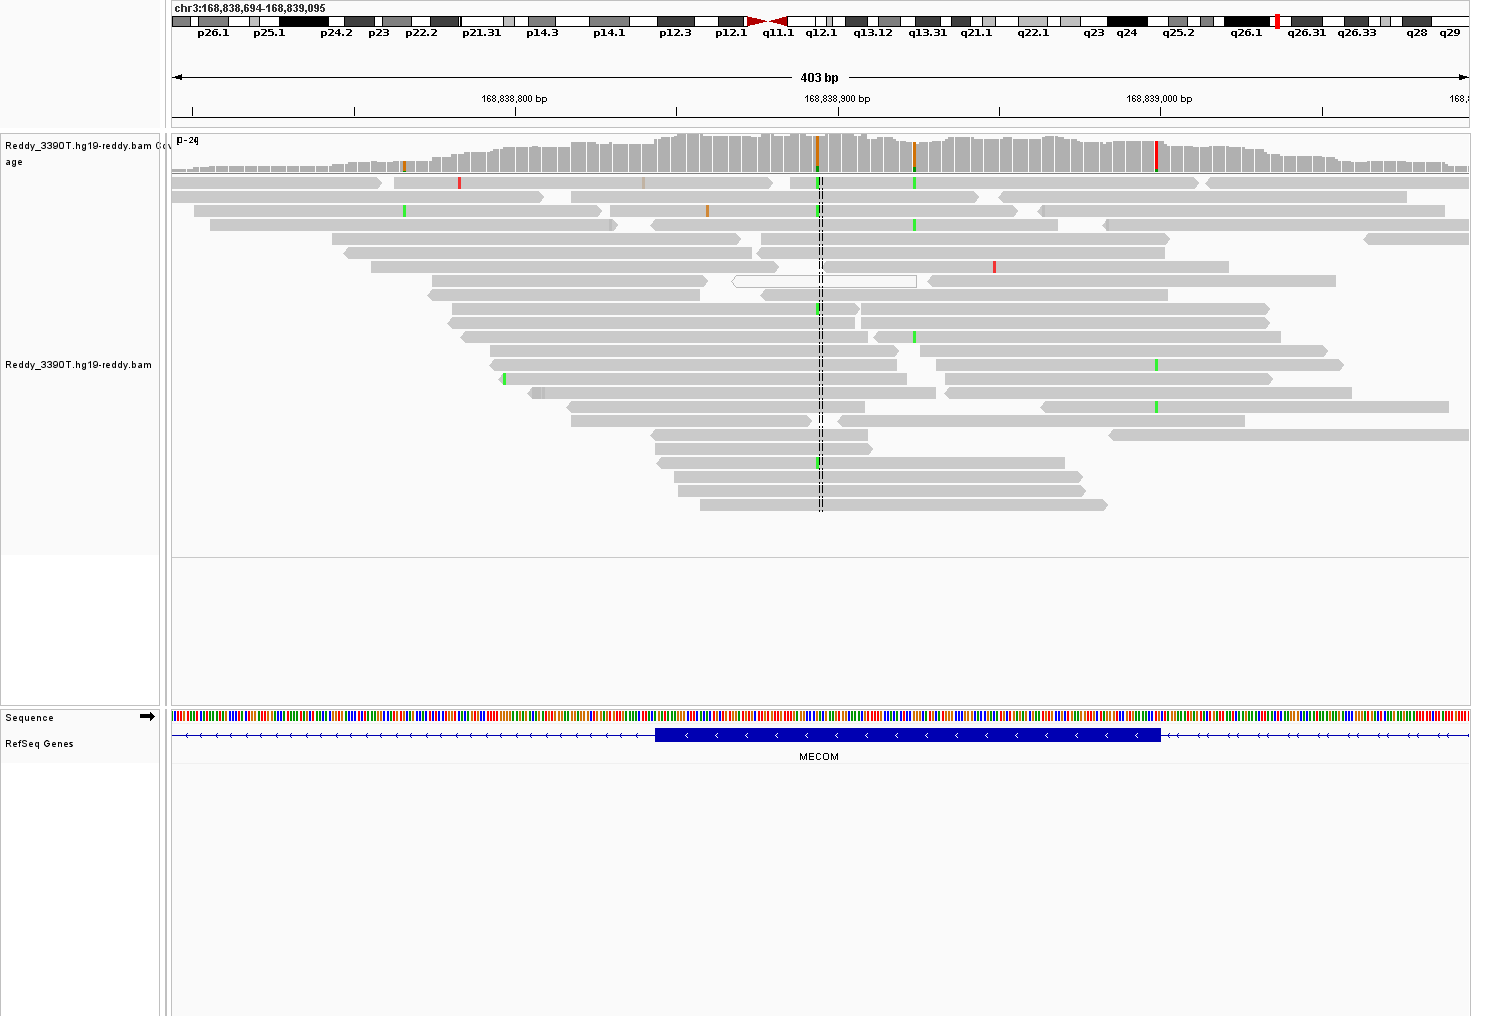 chr3:168,838,694-168,839,095
p26.1 p25.1 p24.2 p23 p22.2 p21.31 p14.3 p14.1 p12.3 p12.1 q11.1 q12.1 q13.12 q13.31 q21.1 q22.1 q23 q24 q25.2 q26.1 q26.31 q26.33 q28 q29
403 bp
168,838,800 bp 168,838,900 bp 168,839,000 bp 168,8
Reddy_3390T.hg19-reddy.bam Cov
age
Reddy_3390T.hg19-reddy.bam
Sequence
RefSeq Genes
MECOM